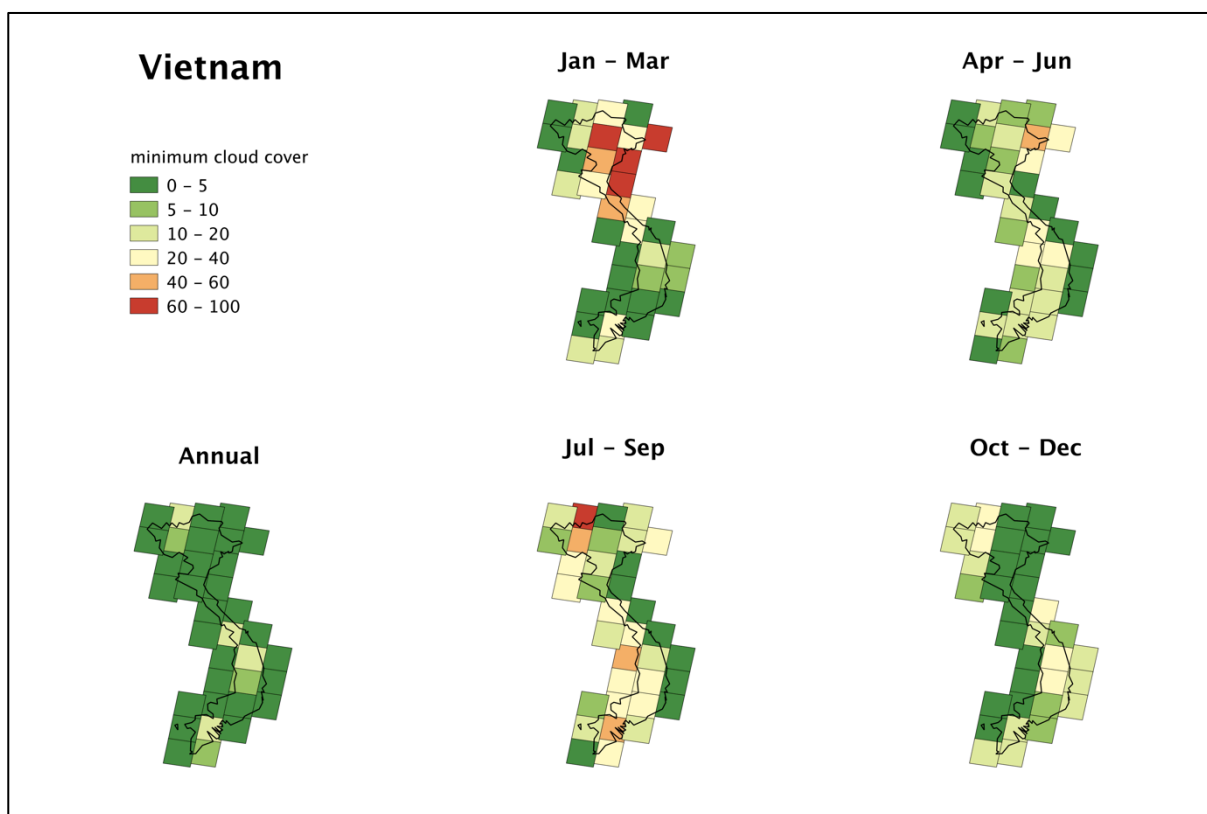 Vietnam
minimum cloud cover
0 – 5
5 – 10
10 – 20
20 – 40
40 – 60
60 – 100
Jan – Mar
Apr – Jun
Annual
Jul – Sep
Oct – Dec